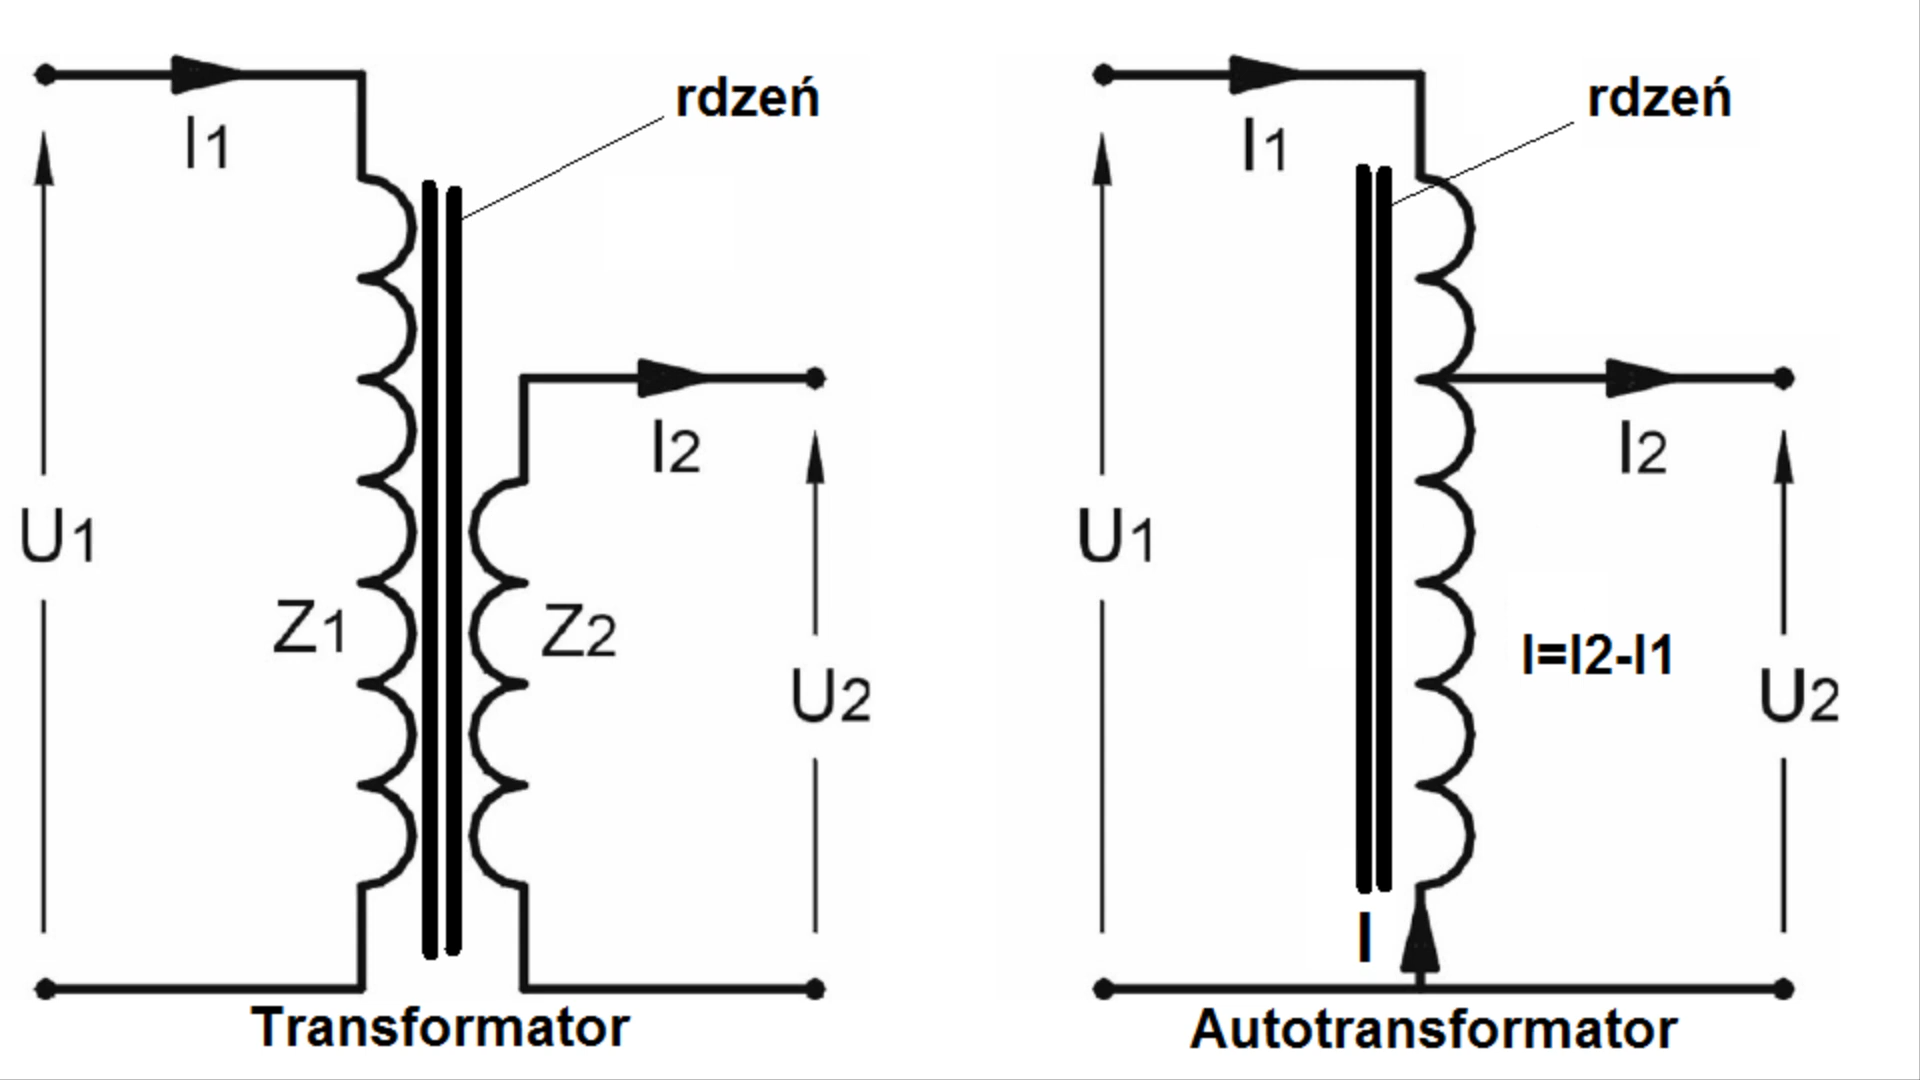 I1
rdzeń
I2
U1
Z1
Z2
U2
Transformator
I1
rdzeń
I2
U1
I=I2-I1
U2
I
Autotransformator